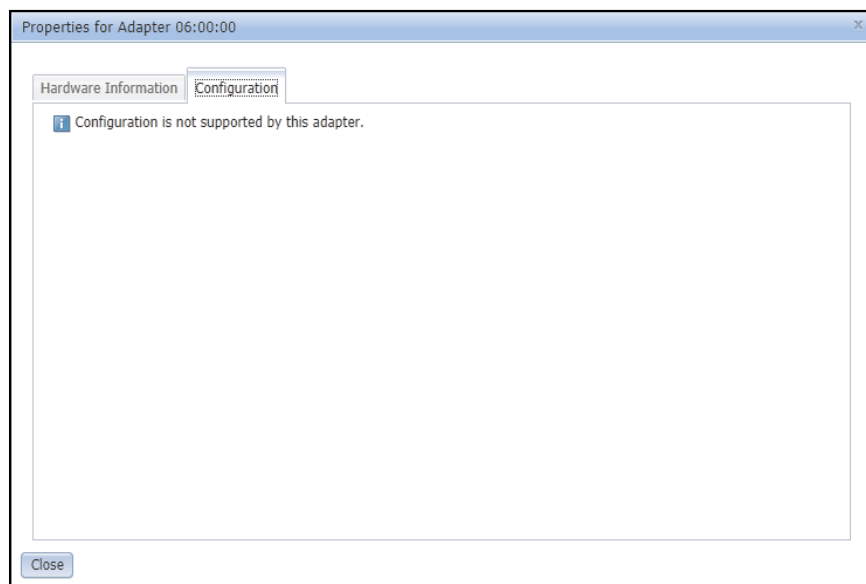 Properties for Adapter 06:00:00
x
Hardware Information
Configuration
i
Configuration is not supported by this adapter.
Close